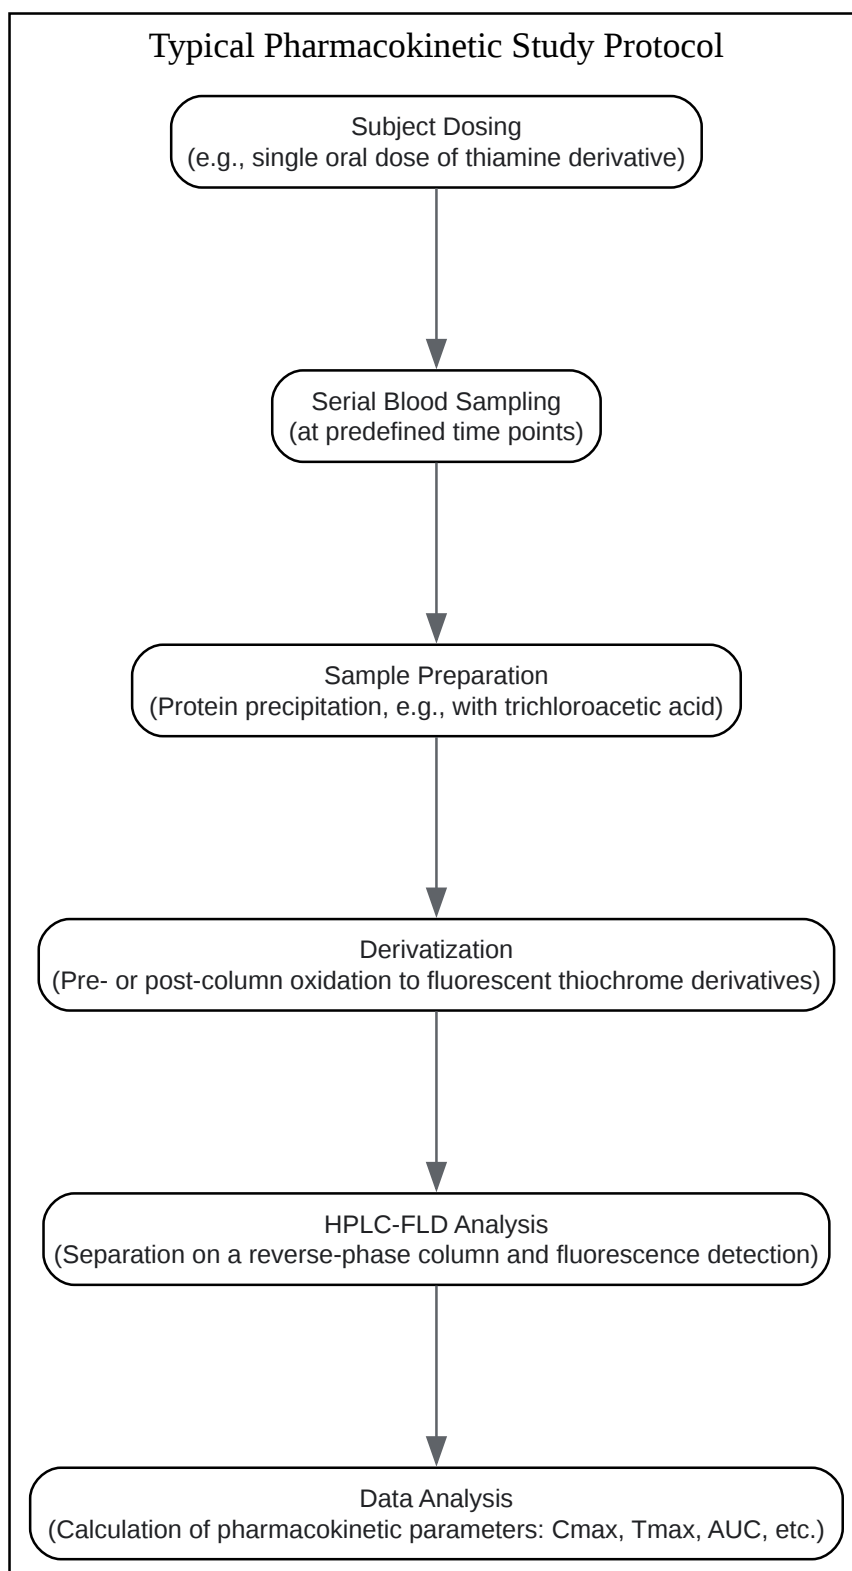 Typical Pharmacokinetic Study Protocol
Subject Dosing
(e.g., single oral dose of thiamine derivative)
Serial Blood Sampling
(at predefined time points)
Sample Preparation
(Protein precipitation, e.g., with trichloroacetic acid)
Derivatization
(Pre- or post-column oxidation to fluorescent thiochrome derivatives)
HPLC-FLD Analysis
(Separation on a reverse-phase column and fluorescence detection)
Data Analysis
(Calculation of pharmacokinetic parameters: Cmax, Tmax, AUC, etc.)